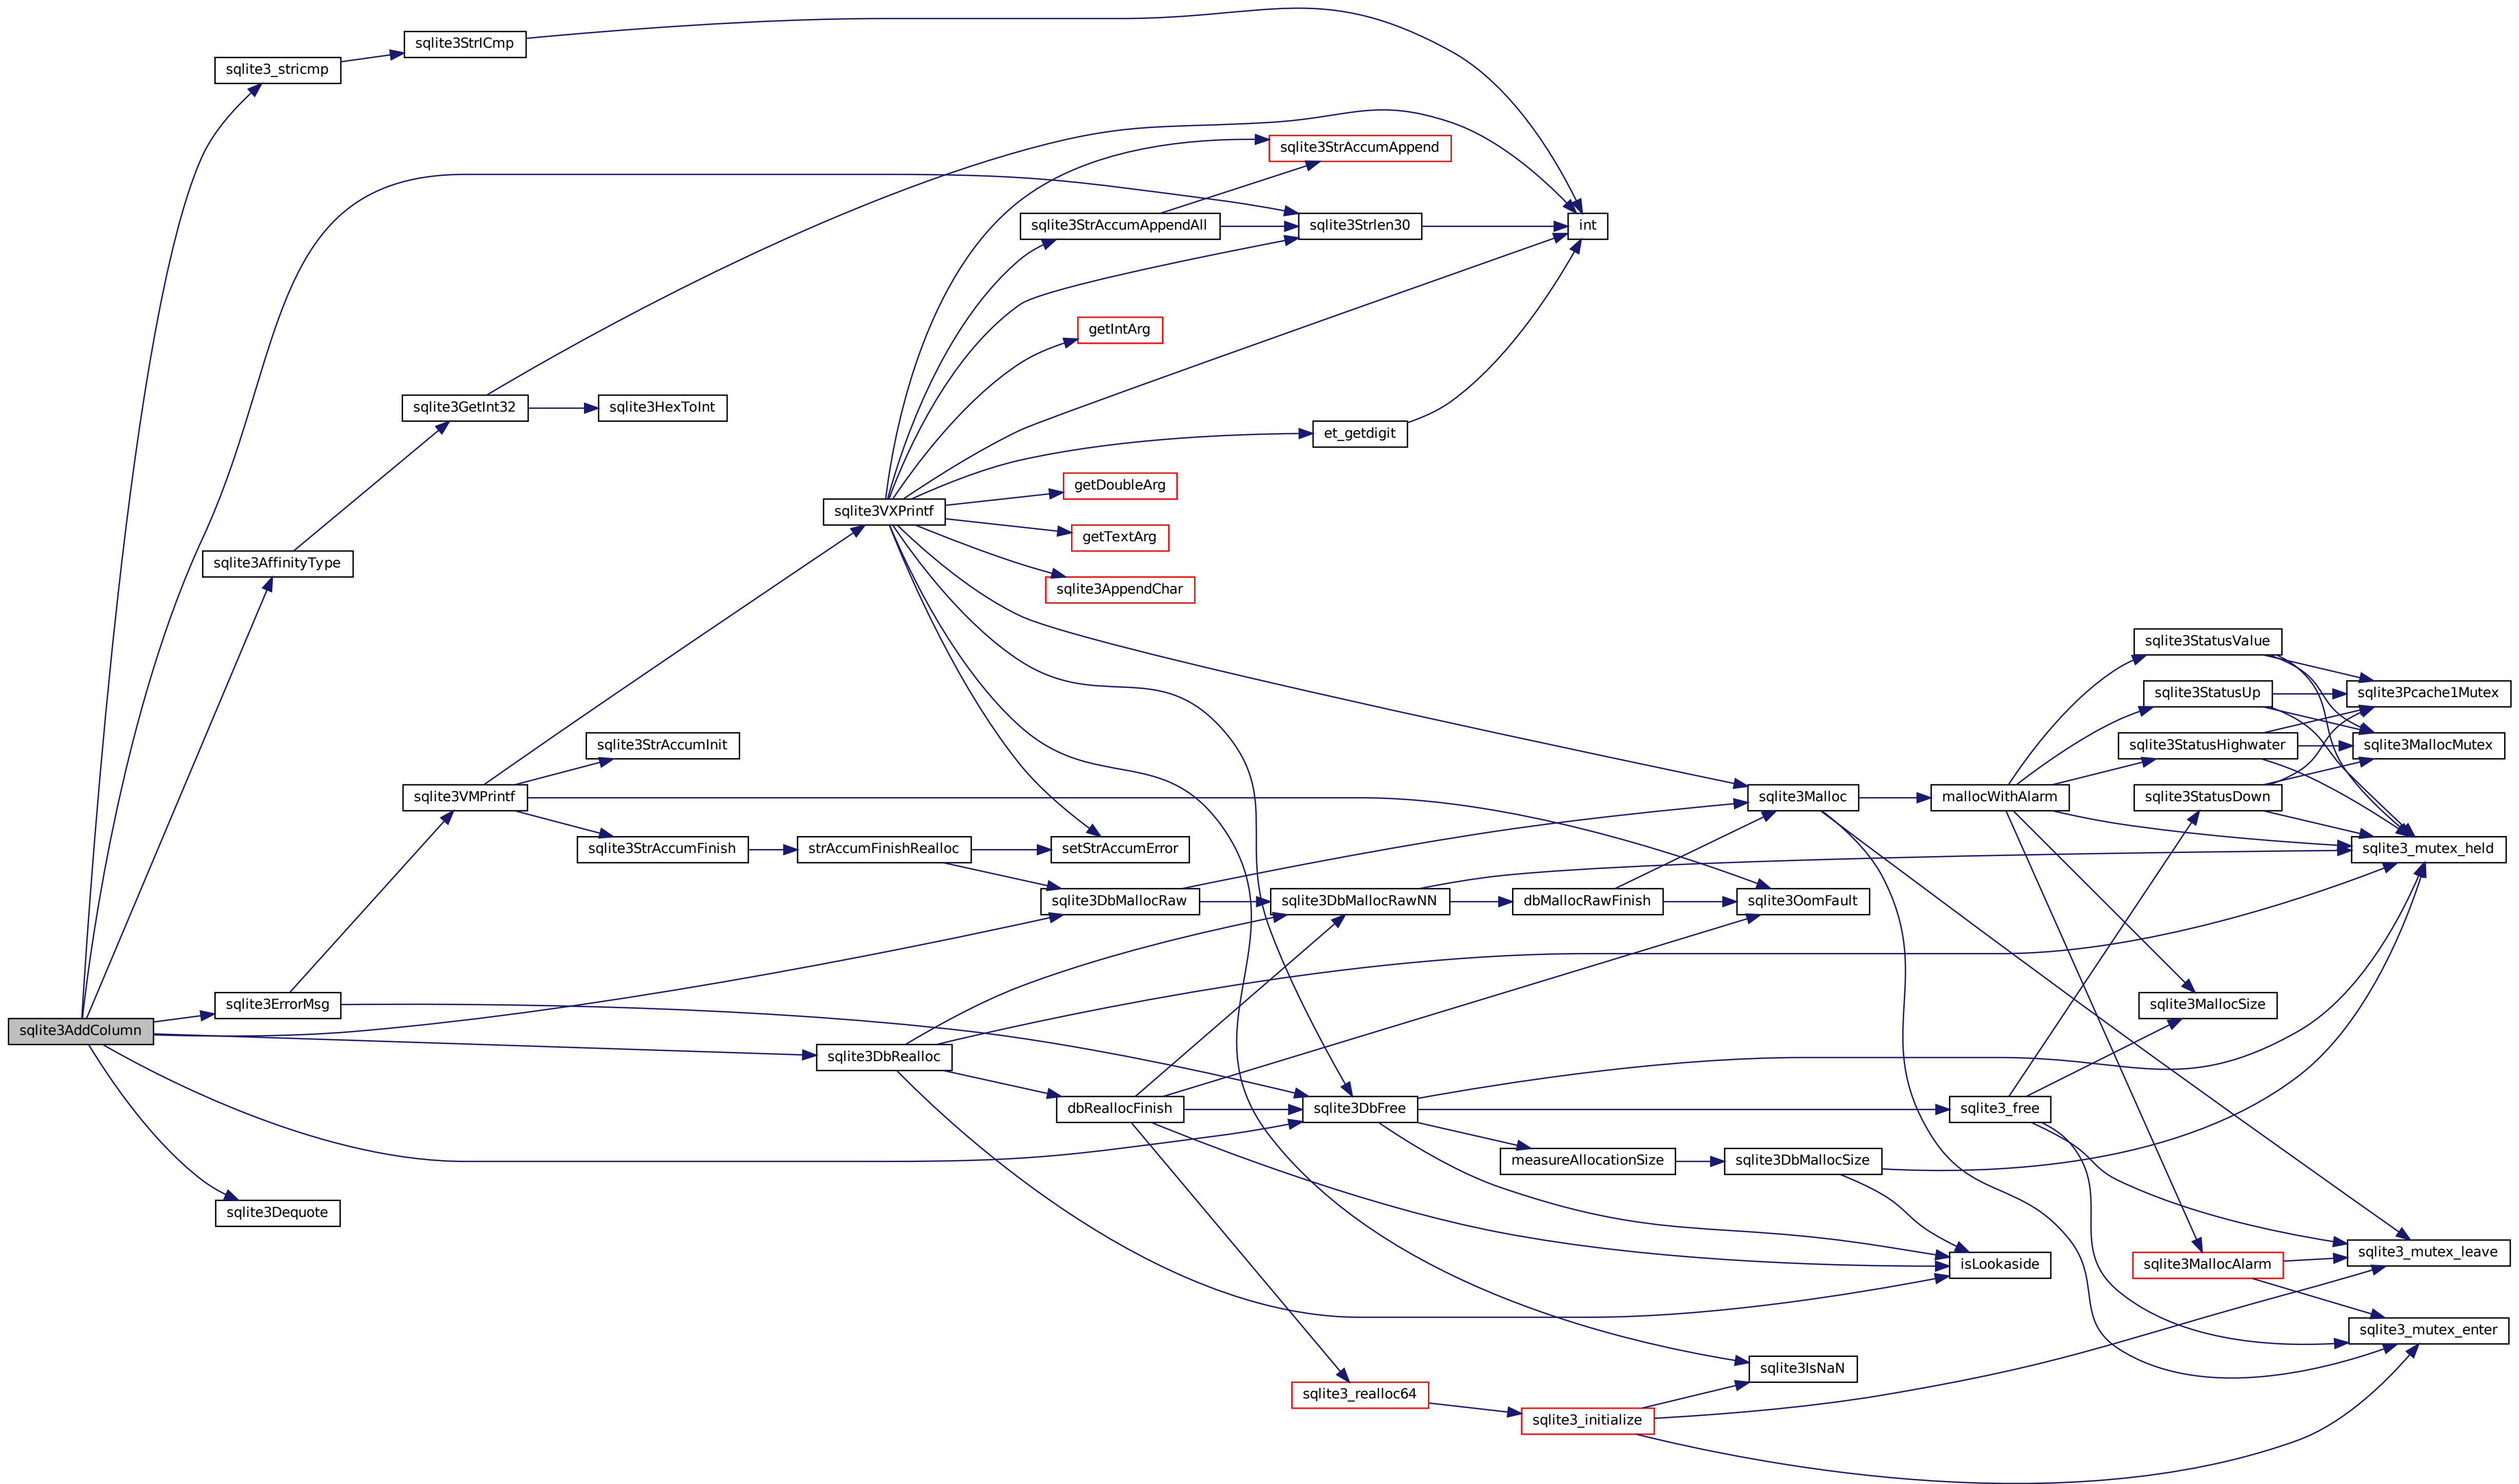 sqlite3AddColumn
sqlite3_stricmp
sqlite3StrICmp
int
sqlite3StrAccumAppend
sqlite3StrAccumAppendAll
sqlite3Strlen30
getIntArg
sqlite3AffinityType
sqlite3GetInt32
sqlite3HexToInt
et_getdigit
sqlite3VXPrintf
getDoubleArg
getTextArg
sqlite3AppendChar
sqlite3StatusValue
sqlite3StatusUp
sqlite3Pcache1Mutex
sqlite3StatusHighwater
sqlite3MallocMutex
sqlite3StrAccumInit
sqlite3VMPrintf
sqlite3Malloc
mallocWithAlarm
sqlite3StatusDown
sqlite3StrAccumFinish
strAccumFinishRealloc
setStrAccumError
sqlite3_mutex_held
sqlite3DbMallocRaw
sqlite3DbMallocRawNN
dbMallocRawFinish
sqlite3OomFault
sqlite3ErrorMsg
sqlite3MallocSize
sqlite3DbRealloc
dbReallocFinish
sqlite3DbFree
sqlite3_free
measureAllocationSize
sqlite3DbMallocSize
sqlite3Dequote
isLookaside
sqlite3MallocAlarm
sqlite3_mutex_leave
sqlite3_mutex_enter
sqlite3IsNaN
sqlite3_realloc64
sqlite3_initialize